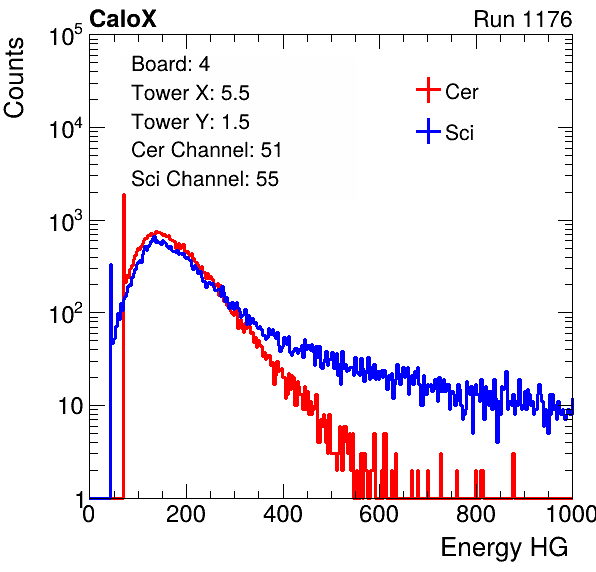 CaloX Run 1176
Counts
Board: 4
Tower X: 5.5
Tower Y: 1.5
Cer Channel: 51
Sci Channel: 55
Cer
Sci
10^5
10^4
10^3
10^2
10
1
0 200 400 600 800 1000
Energy HG